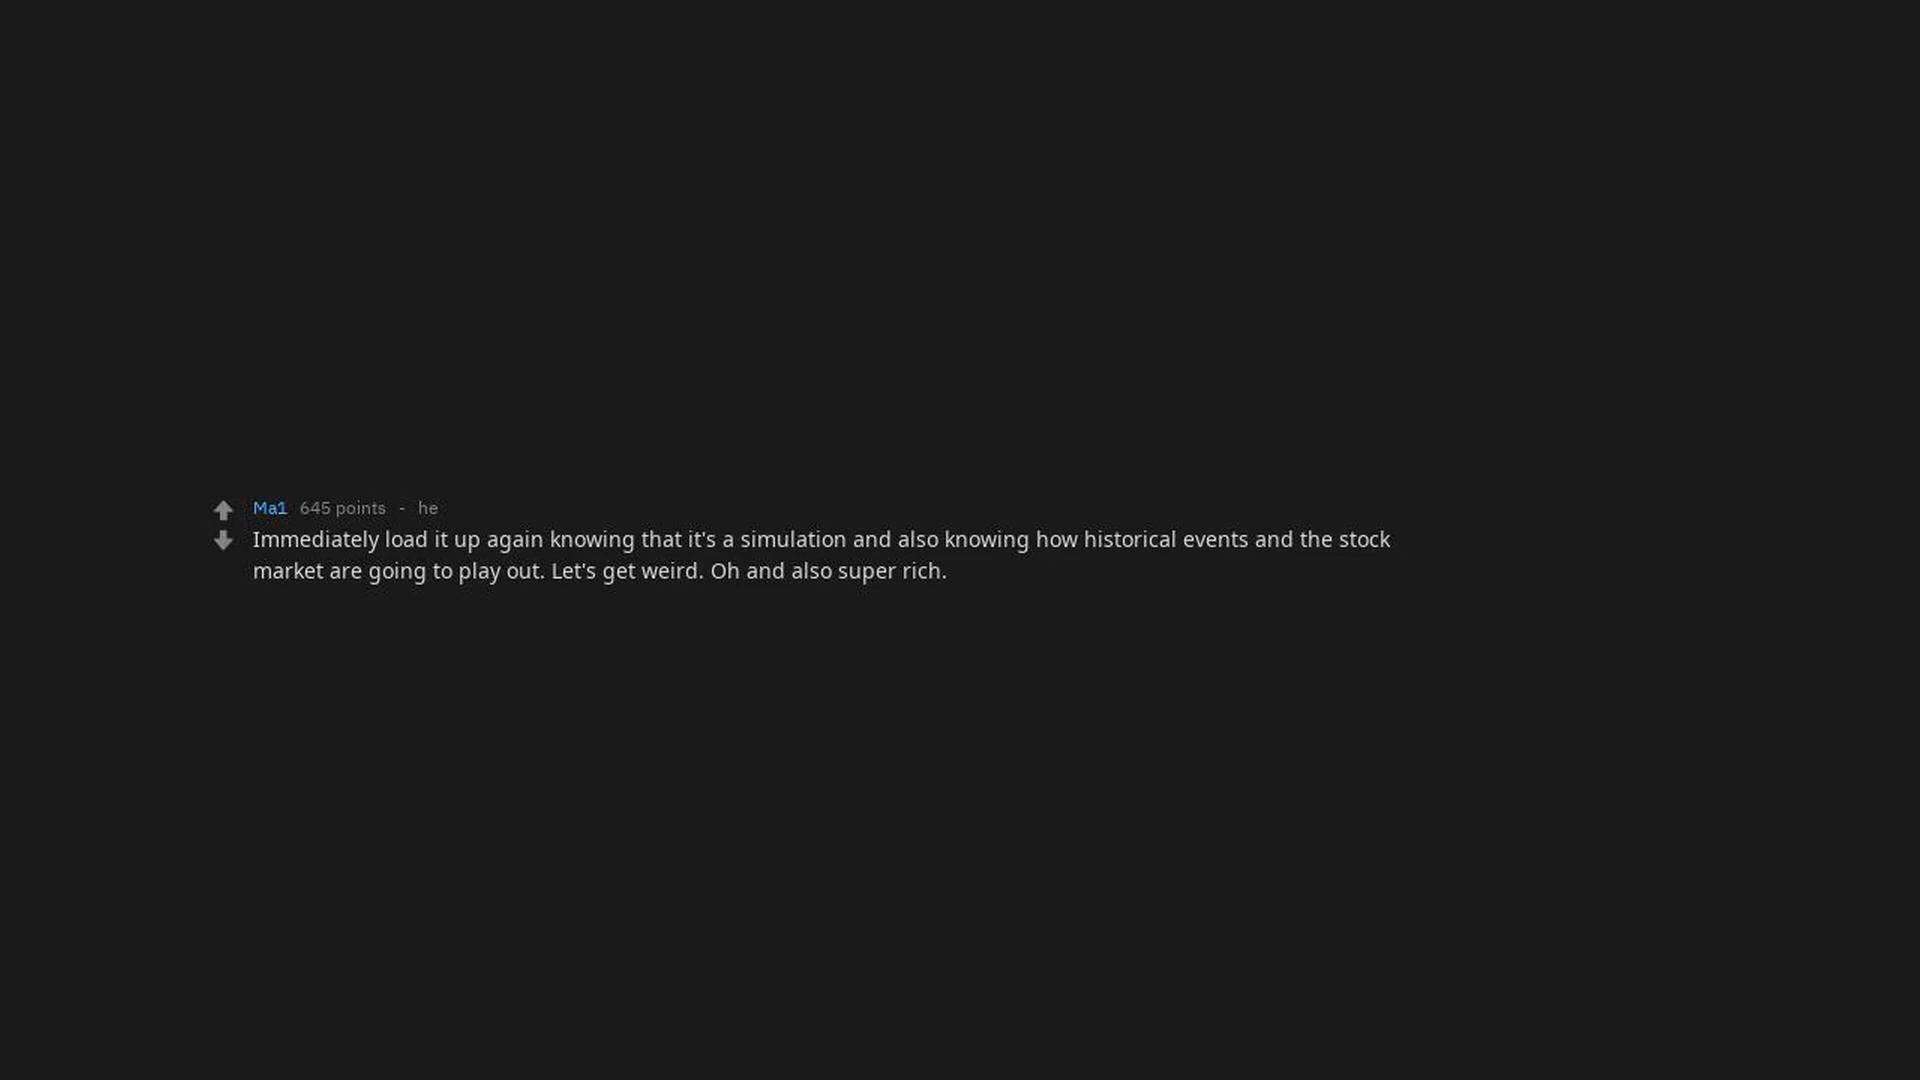 Ma1 645 points - he
Immediately load it up again knowing that it's a simulation and also knowing how historical events and the stock
market are going to play out. Let's get weird. Oh and also super rich.